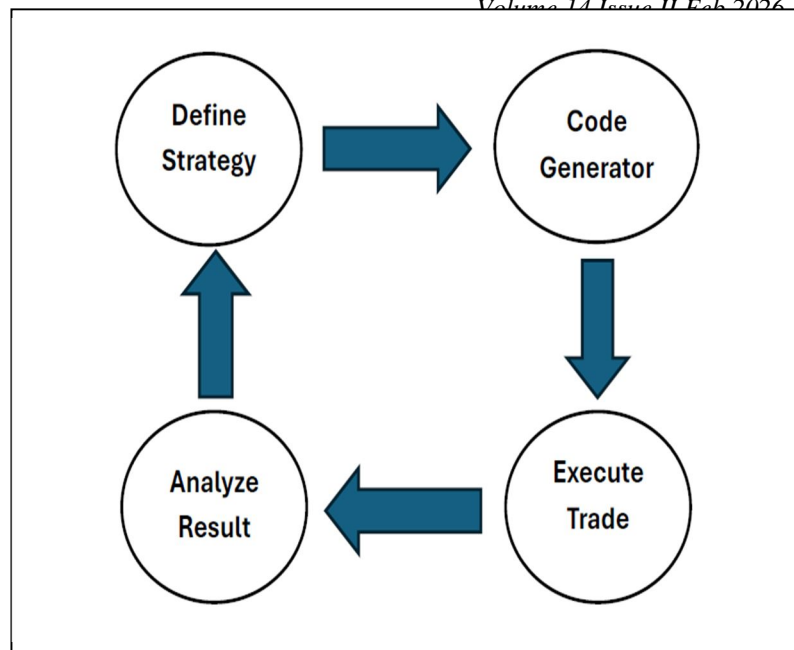 Volume 14 Issue II Feb 2026
Define
Strategy
Code
Generator
Analyze
Result
Execute
Trade